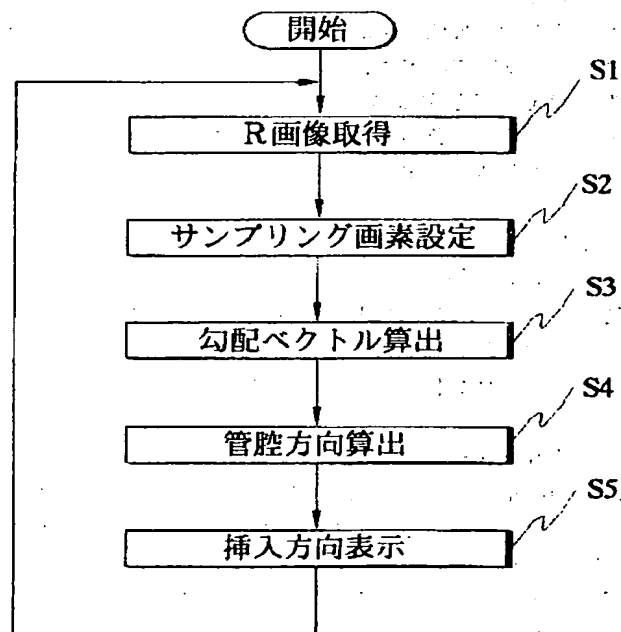 開始
S1
R画像取得
S2
サンプリング画素設定
S3
勾配ベクトル算出
S4
管腔方向算出
S5
挿入方向表示